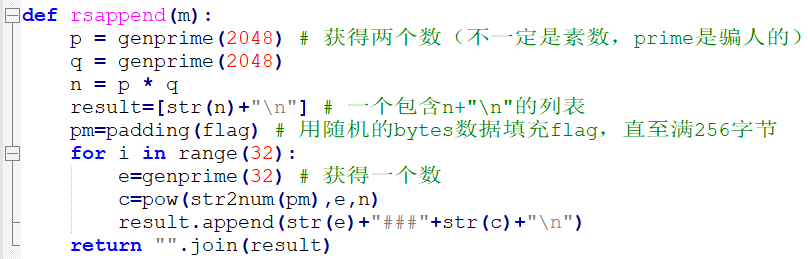 def rsappend(m):
    p = genprime(2048) # 获得两个数（不一定是素数，prime是骗人的）
    q = genprime(2048)
    n = p * q
    result=[str(n)+"\n"] # 一个包含n+"\n"的列表
    pm=padding(flag) # 用随机的bytes数据填充flag，直至满256字节
    for i in range(32):
        e=genprime(32) # 获得一个数
        c=pow(str2num(pm),e,n)
        result.append(str(e)+"###"+str(c)+"\n")
    return "".join(result)